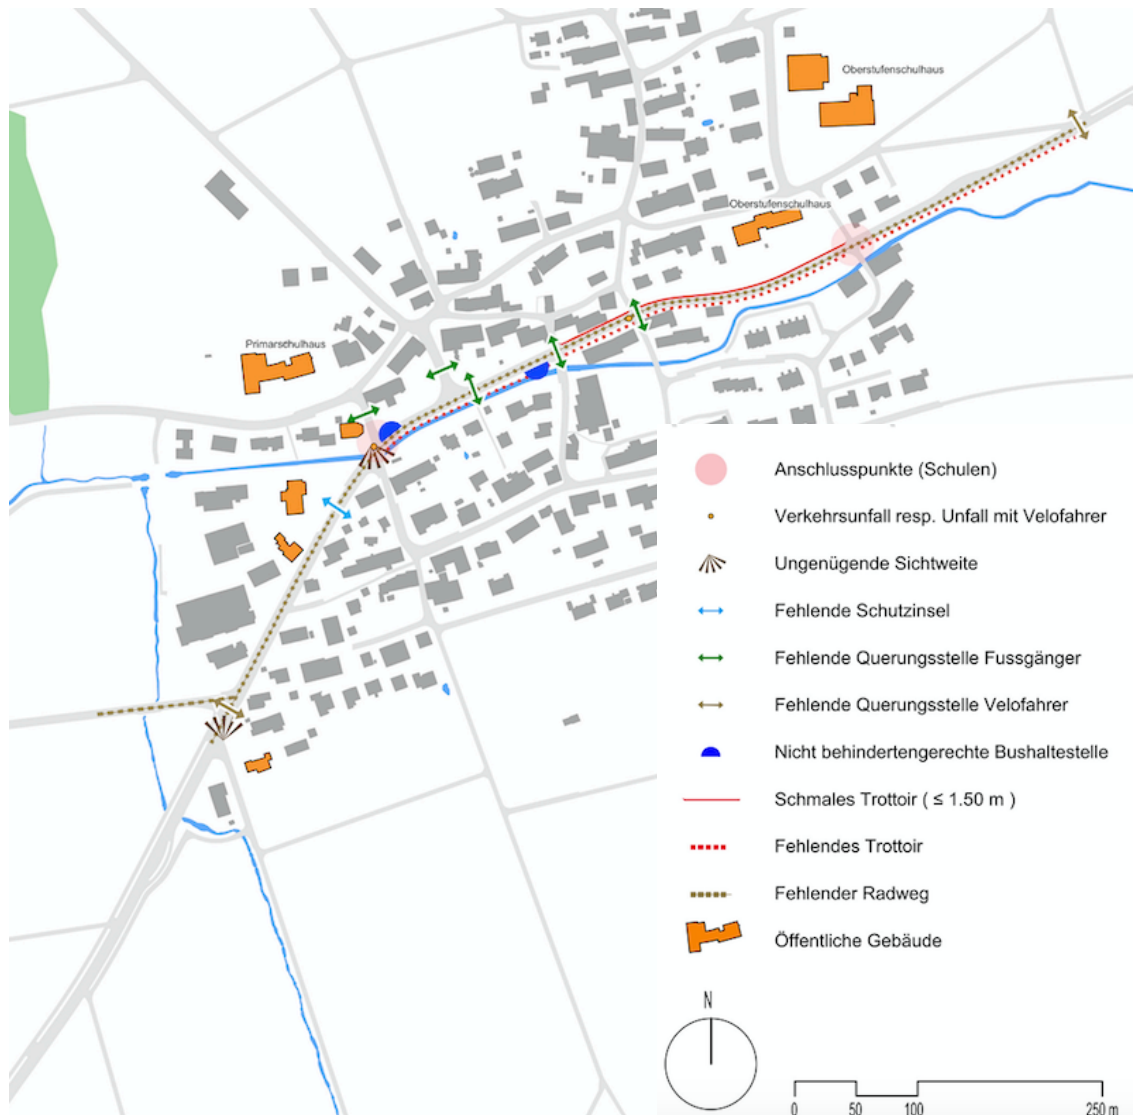 Oberstufenschulhaus
Oberstufenschulhaus
Primarschulhaus
Anschlusspunkte (Schulen)
Verkehrsunfall resp. Unfall mit Velofahrer
Ungenügende Sichtweite
Fehlende Schutzinsel
Fehlende Querungsstelle Fussgänger
Fehlende Querungsstelle Velofahrer
Nicht behindertengerechte Bushaltestelle
Schmales Trottoir ( ≤ 1.50 m )
Fehlendes Trottoir
Fehlender Radweg
Öffentliche Gebäude
N
0 50 100 250 m